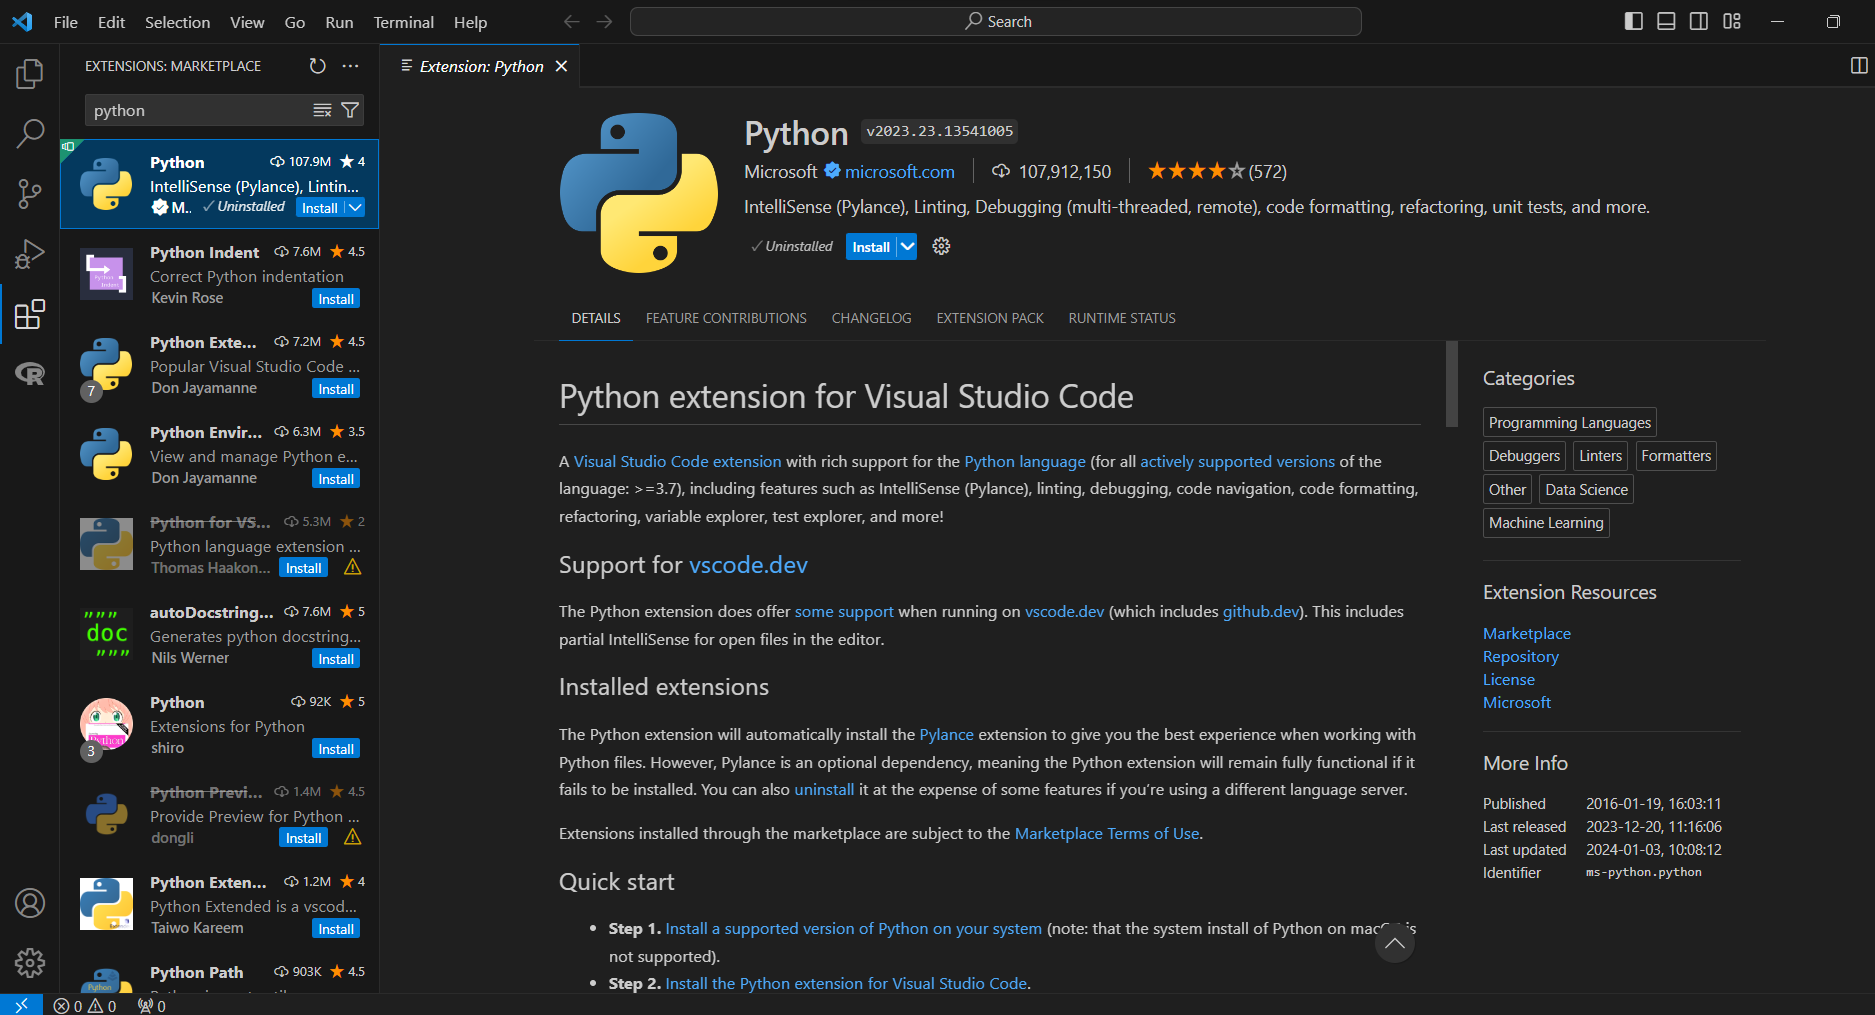 File Edit Selection View Go Run Terminal Help
Search
EXTENSIONS: MARKETPLACE
python
Python 107.9M 4
IntelliSense (Pylance), Lintin...
M.. Uninstalled Install
Python Indent 7.6M 4.5
Correct Python indentation
Kevin Rose Install
Python Exte... 7.2M 4.5
Popular Visual Studio Code ...
7 Don Jayamanne Install
Python Envir... 6.3M 3.5
View and manage Python e...
Don Jayamanne Install
Python for VS... 5.3M 2
Python language extension ...
Thomas Haakon... Install
autoDocstring... 7.6M 5
""" doc """
Generates python docstring...
Nils Werner Install
Python 92K 5
Extensions for Python
3 shiro Install
Python Previ... 1.4M 4.5
Provide Preview for Python ...
dongli Install
Python Exten... 1.2M 4
Python Extended is a vscod...
Taiwo Kareem Install
Python Path 903K 4.5
Extension: Python
Python v2023.23.13541005
Microsoft microsoft.com 107,912,150 (572)
IntelliSense (Pylance), Linting, Debugging (multi-threaded, remote), code formatting, refactoring, unit tests, and more.
Uninstalled Install
DETAILS FEATURE CONTRIBUTIONS CHANGELOG EXTENSION PACK RUNTIME STATUS
Python extension for Visual Studio Code
A Visual Studio Code extension with rich support for the Python language (for all actively supported versions of the
language: >=3.7), including features such as IntelliSense (Pylance), linting, debugging, code navigation, code formatting,
refactoring, variable explorer, test explorer, and more!
Support for vscode.dev
The Python extension does offer some support when running on vscode.dev (which includes github.dev). This includes
partial IntelliSense for open files in the editor.
Installed extensions
The Python extension will automatically install the Pylance extension to give you the best experience when working with
Python files. However, Pylance is an optional dependency, meaning the Python extension will remain fully functional if it
fails to be installed. You can also uninstall it at the expense of some features if you're using a different language server.
Extensions installed through the marketplace are subject to the Marketplace Terms of Use.
Quick start
• Step 1. Install a supported version of Python on your system (note: that the system install of Python on macOS is
not supported).
• Step 2. Install the Python extension for Visual Studio Code.
Categories
Programming Languages
Debuggers Linters Formatters
Other Data Science
Machine Learning
Extension Resources
Marketplace
Repository
License
Microsoft
More Info
Published 2016-01-19, 16:03:11
Last released 2023-12-20, 11:16:06
Last updated 2024-01-03, 10:08:12
Identifier ms-python.python
0 0 0